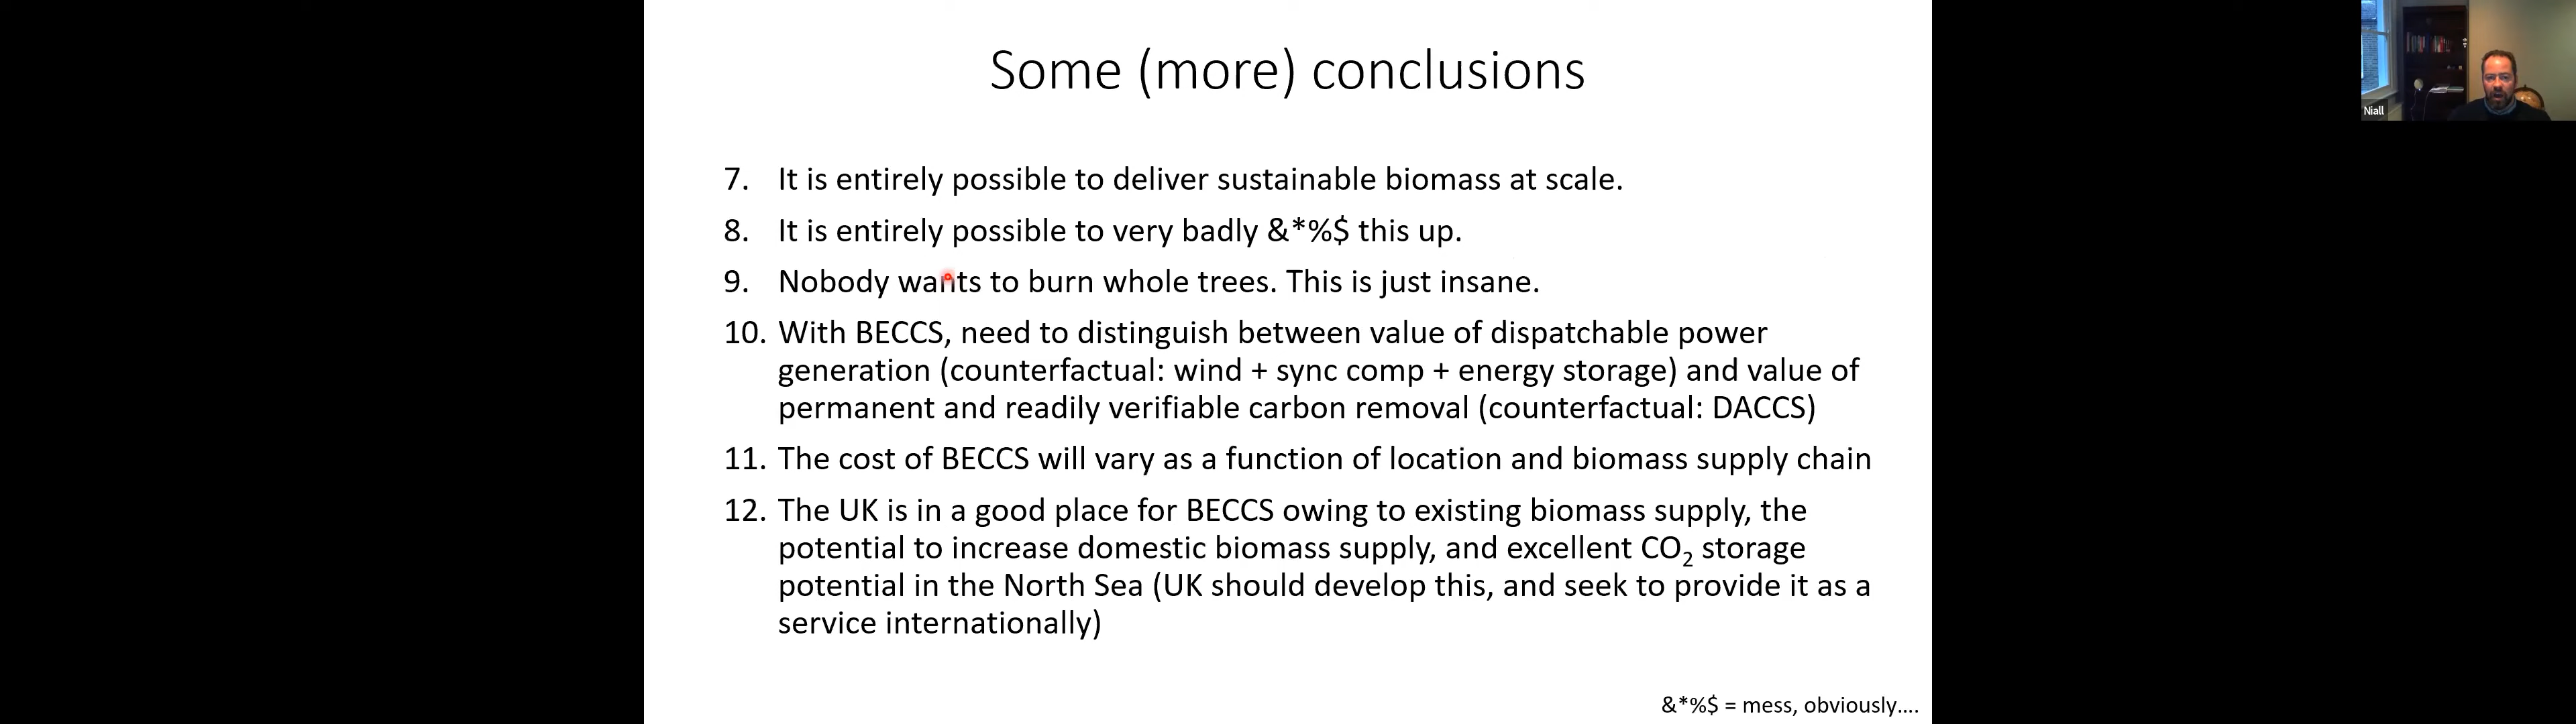 Some (more) conclusions
Niall
7. It is entirely possible to deliver sustainable biomass at scale.
8. It is entirely possible to very badly &*%$ this up.
9. Nobody wants to burn whole trees. This is just insane.
10. With BECCS, need to distinguish between value of dispatchable power
generation (counterfactual: wind + sync comp + energy storage) and value of
permanent and readily verifiable carbon removal (counterfactual: DACCS)
11. The cost of BECCS will vary as a function of location and biomass supply chain
12. The UK is in a good place for BECCS owing to existing biomass supply, the
potential to increase domestic biomass supply, and excellent CO₂ storage
potential in the North Sea (UK should develop this, and seek to provide it as a
service internationally)
&*%$ = mess, obviously....